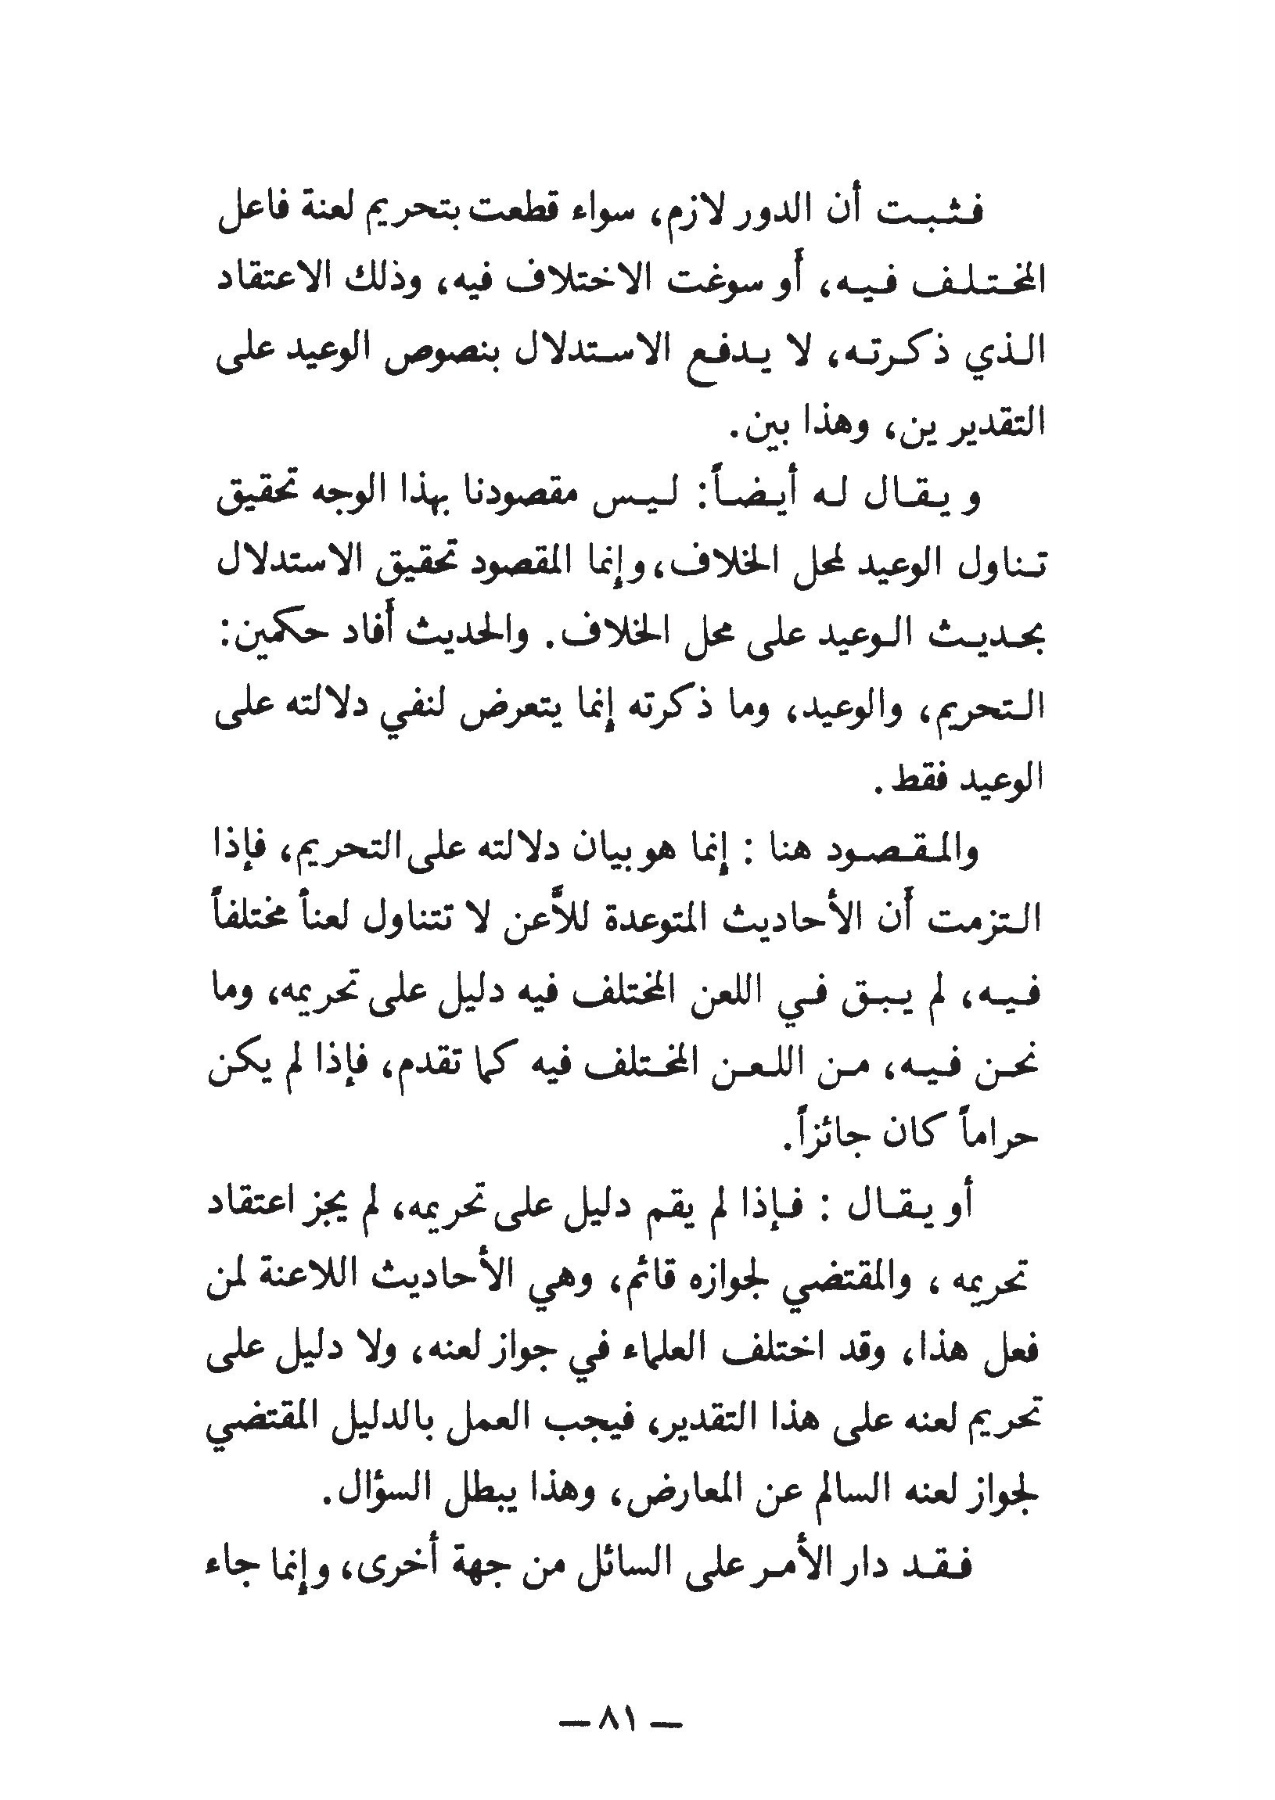 فثبت أن الدور لازم، سواء قطعت بتحريم لعنة فاعل
المختلف فيه، أو سوغت الاختلاف فيه، وذلك الاعتقاد
الذي ذكرته، لا يدفع الاستدلال بنصوص الوعيد على
التقديرين، وهذا بين.
ويقال له أيضاً: ليس مقصودنا بهذا الوجه تحقيق
تناول الوعيد لمحل الخلاف، وإنما المقصود تحقيق الاستدلال
بحديث الوعيد على محل الخلاف. والحديث أفاد حكمين:
التحريم، والوعيد، وما ذكرته إنما يتعرض لنفي دلالته على
الوعيد فقط.
والمقصود هنا : إنما هو بيان دلالته على التحريم، فإذا
التزمت أن الأحاديث المتوعدة للاَّعن لا تتناول لعناً مختلفاً
فيه، لم يبق في اللعن المختلف فيه دليل على تحريمه، وما
نحن فيه، من اللعن المختلف فيه كما تقدم، فإذا لم يكن
حراماً كان جائزاً.
أو يقال : فإذا لم يقم دليل على تحريمه، لم يجز اعتقاد
تحريمه ، والمقتضي لجوازه قائم، وهي الأحاديث اللاعنة لمن
فعل هذا، وقد اختلف العلماء في جواز لعنه، ولا دليل على
تحريم لعنه على هذا التقدير، فيجب العمل بالدليل المقتضي
لجواز لعنه السالم عن المعارض، وهذا يبطل السؤال.
فقد دار الأمر على السائل من جهة أخرى، وإنما جاء
— ٨١ —